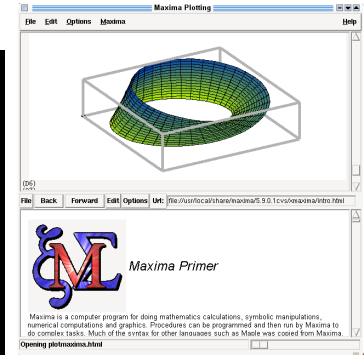 Maxima Plotting
File Edit Options Maxima Help
(D6)
File Back Forward Edit Options Url: file://usr/local/share/maxima/5.9.0.1cvs/xmaxima/intro.html
M
Maxima Primer
Maxima is a computer program for doing mathematics calculations, symbolic manipulations,
numerical computations and graphics. Procedures can be programmed and then run by Maxima to
do complex tasks. Much of the syntax for other languages such as Maple was copied from Maxima.
Opening plotmaxima.html